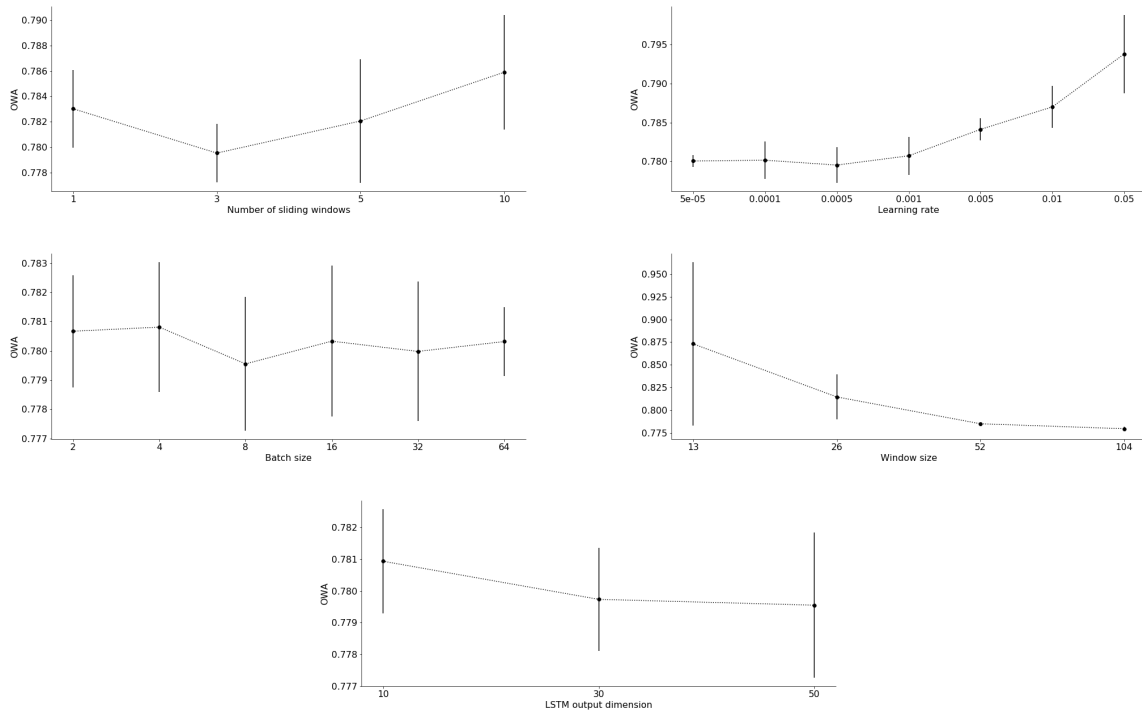 0.790
0.788
0.786
0.784
0.782
0.780
0.778
OWA
1 3 5 10
Number of sliding windows
0.795
0.790
0.785
0.780
OWA
5e-05 0.0001 0.0005 0.001 0.005 0.01 0.05
Learning rate
0.783
0.782
0.781
0.780
0.779
0.778
0.777
OWA
2 4 8 16 32 64
Batch size
0.950
0.925
0.900
0.875
0.850
0.825
0.800
0.775
OWA
13 26 52 104
Window size
0.782
0.781
0.780
0.779
0.778
0.777
OWA
10 30 50
LSTM output dimension